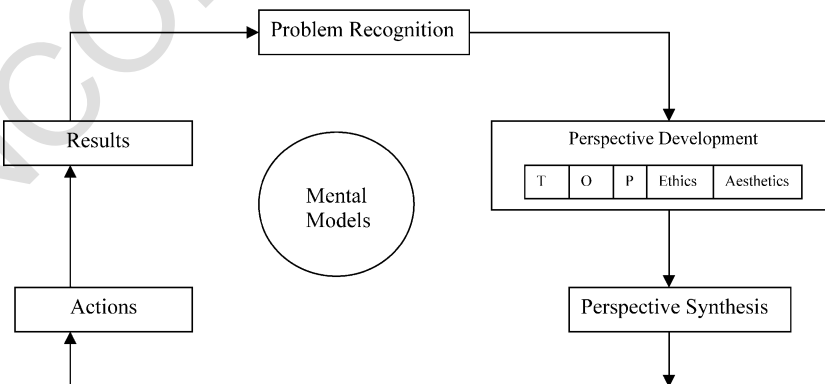 Problem Recognition
Results
Perspective Development
T O P Ethics Aesthetics
Mental
Models
Actions
Perspective Synthesis